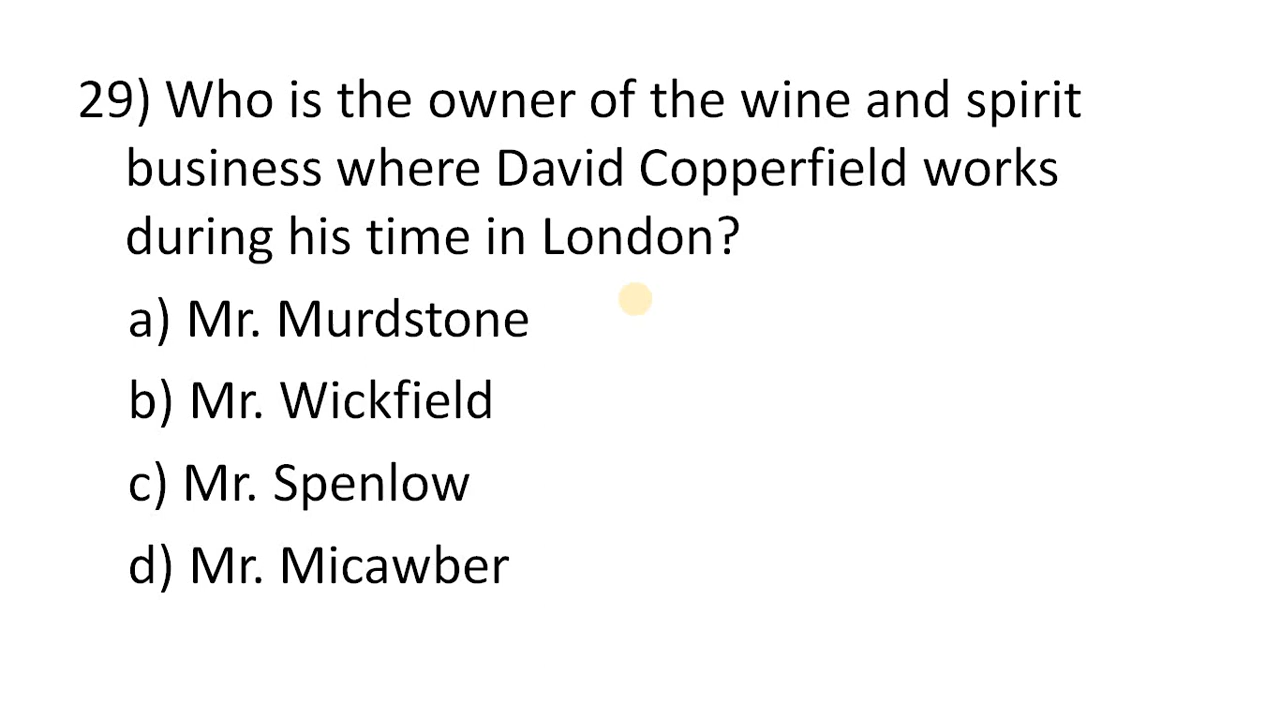 29) Who is the owner of the wine and spirit
business where David Copperfield works
during his time in London?
a) Mr. Murdstone
b) Mr. Wickfield
c) Mr. Spenlow
d) Mr. Micawber